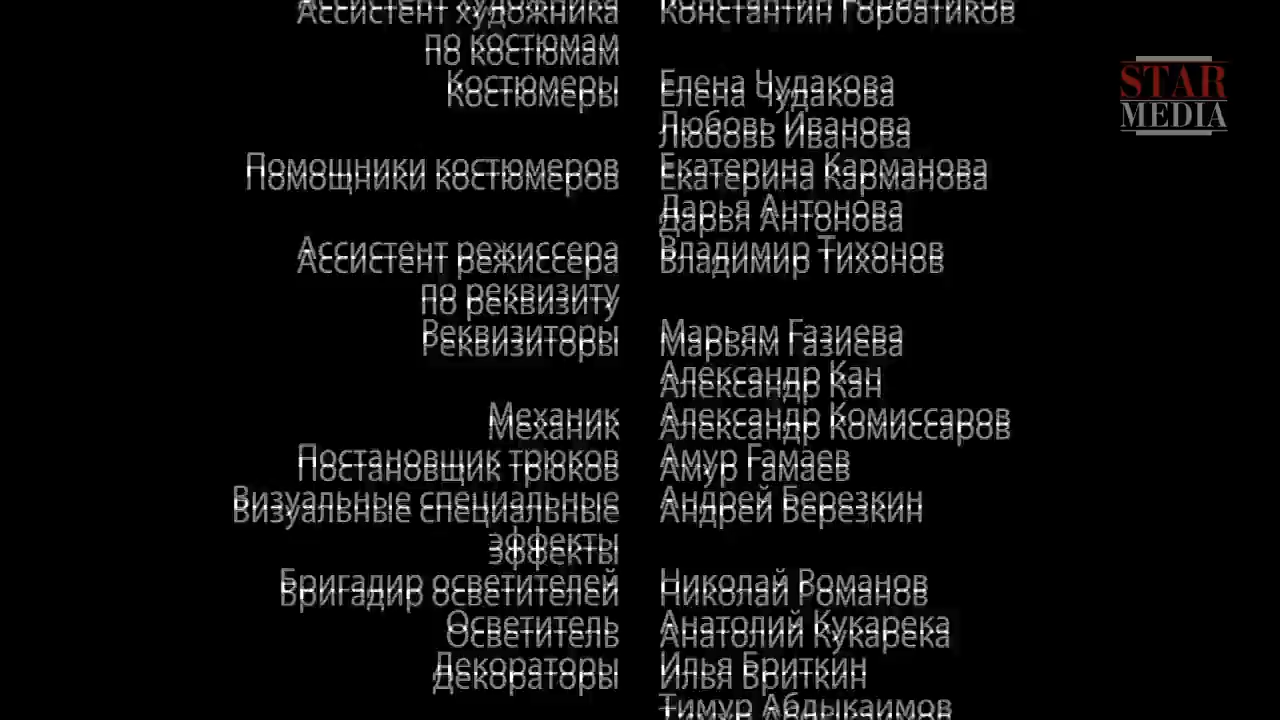 Ассистент художника Константин Горбатиков
по костюмам
Костюмеры Елена Чудакова
Любовь Иванова
Помощники костюмеров Екатерина Карманова
Дарья Антонова
Ассистент режиссера Владимир Тихонов
по реквизиту
Реквизиторы Марьям Газиева
Александр Кан
Механик Александр Комиссаров
Постановщик трюков Амур Гамаев
Визуальные специальные Андрей Березкин
эффекты
Бригадир осветителей Николай Романов
Осветитель Анатолий Кукарека
Декораторы Илья Бриткин
Тимур Абдыкаимов
STAR
MEDIA